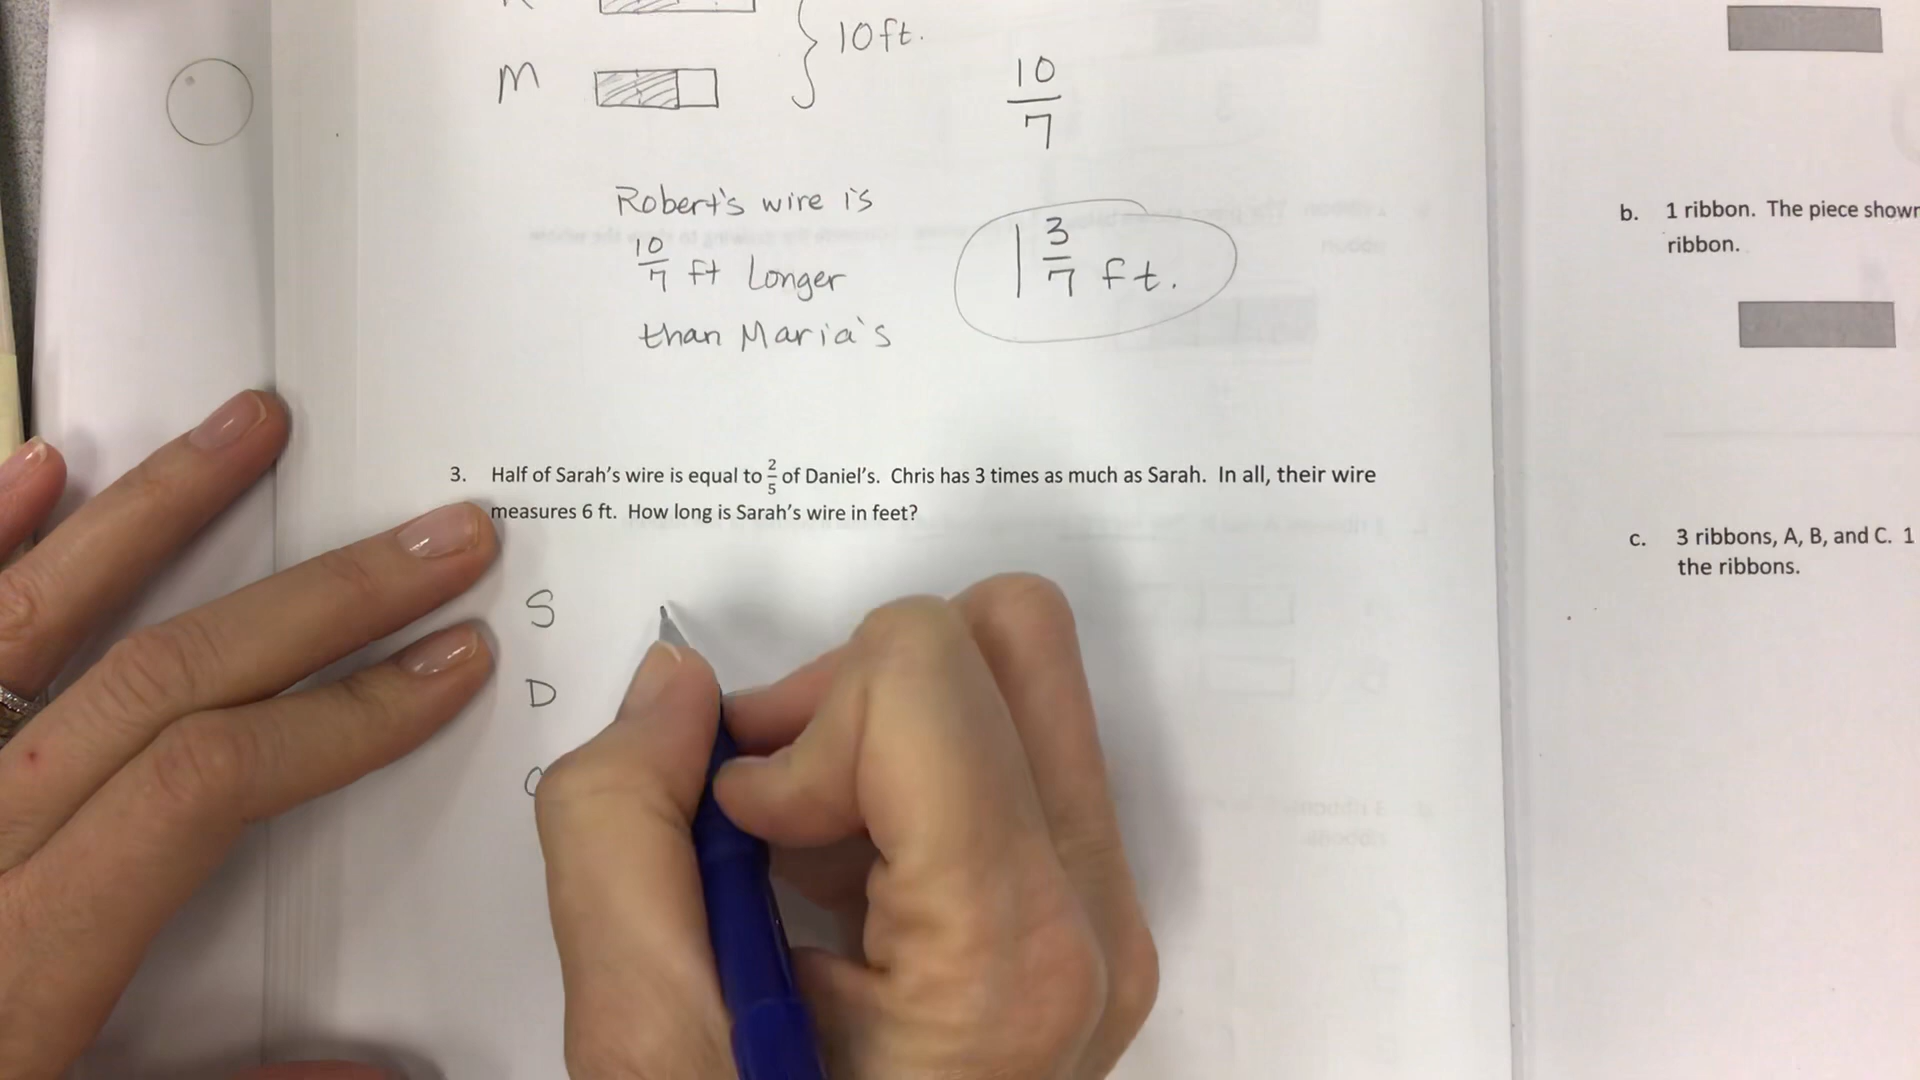 10 ft.
M
10
7
Robert's wire is
10/7 ft Longer
than Maria's
1 3/7 ft.
3. Half of Sarah's wire is equal to 2/5 of Daniel's. Chris has 3 times as much as Sarah. In all, their wire
measures 6 ft. How long is Sarah's wire in feet?
S
D
b. 1 ribbon. The piece shown
ribbon.
c. 3 ribbons, A, B, and C. 1
the ribbons.